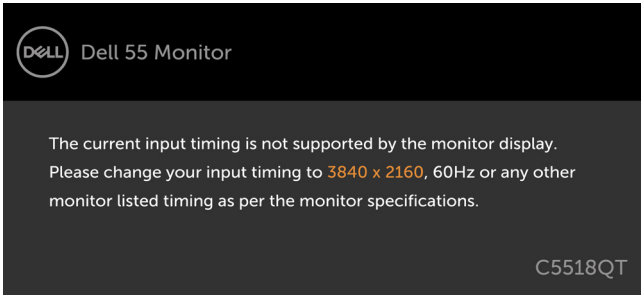 DELL
Dell 55 Monitor
The current input timing is not supported by the monitor display.
Please change your input timing to 3840 x 2160, 60Hz or any other
monitor listed timing as per the monitor specifications.
C5518QT